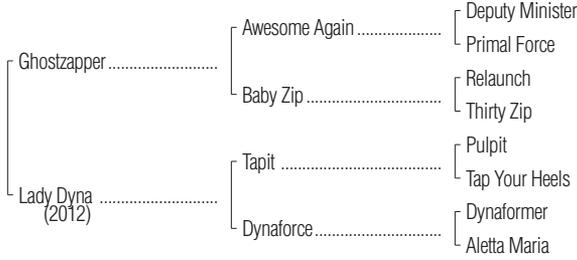 Deputy Minister
Awesome Again
Primal Force
Ghostzapper
Relaunch
Baby Zip
Thirty Zip
Pulpit
Tapit
Tap Your Heels
Lady Dyna
(2012)
Dynaformer
Dynaforce
Aletta Maria